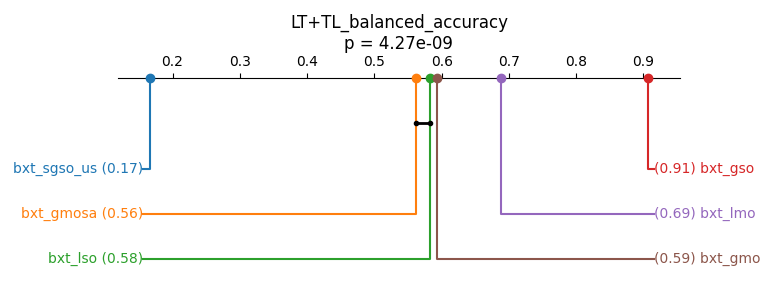 LT+TL_balanced_accuracy
p = 4.27e-09
0.2 0.3 0.4 0.5 0.6 0.7 0.8 0.9
bxt_sgso_us (0.17) (0.91) bxt_gso
bxt_gmosa (0.56) (0.69) bxt_lmo
bxt_lso (0.58) (0.59) bxt_gmo